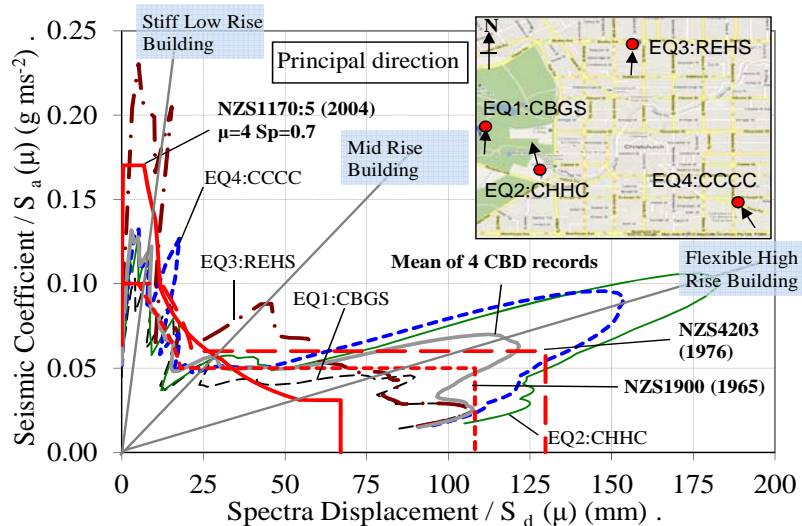 Stiff Low Rise
Building
Principal direction
NZS1170:5 (2004)
μ=4 Sp=0.7
Mid Rise
Building
EQ4:CCCC
EQ3:REHS
EQ1:CBGS
Mean of 4 CBD records
Flexible High
Rise Building
NZS4203
(1976)
NZS1900 (1965)
EQ2:CHHC
N
EQ3:REHS
EQ1:CBGS
Christchurch
EQ2:CHHC
EQ4:CCCC
0.25
0.20
0.15
0.10
0.05
0.00
Seismic Coefficient / S a (μ) (g ms-2) .
0 25 50 75 100 125 150 175 200
Spectra Displacement / S d (μ) (mm) .